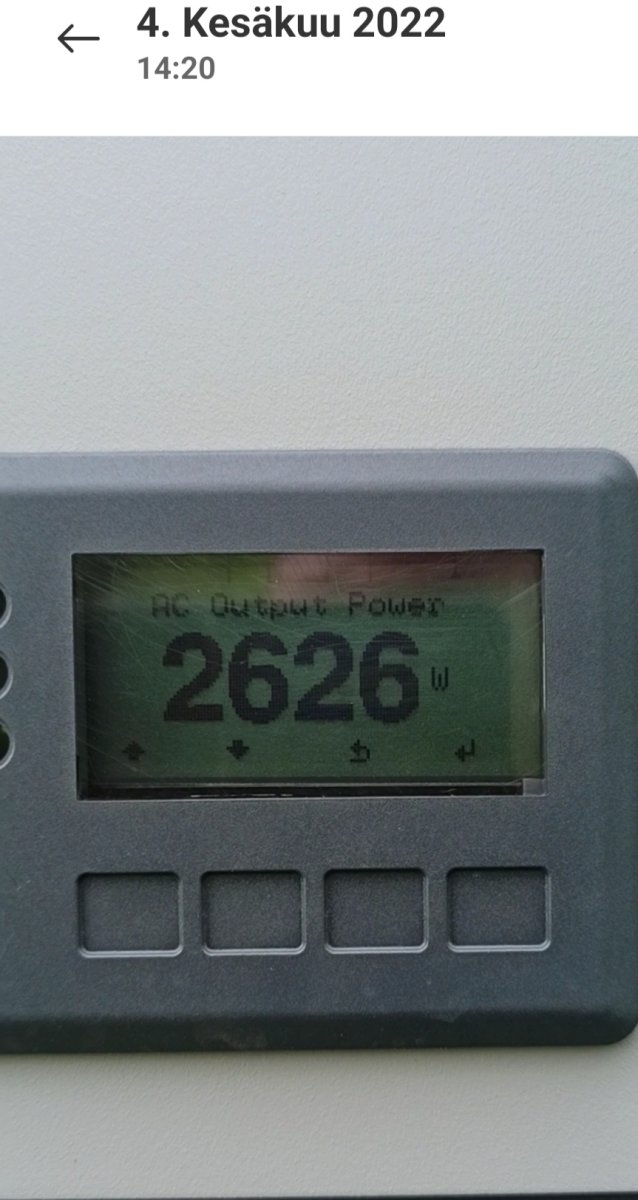 4. Kesäkuu 2022
14:20
AC Output Power
2626 W